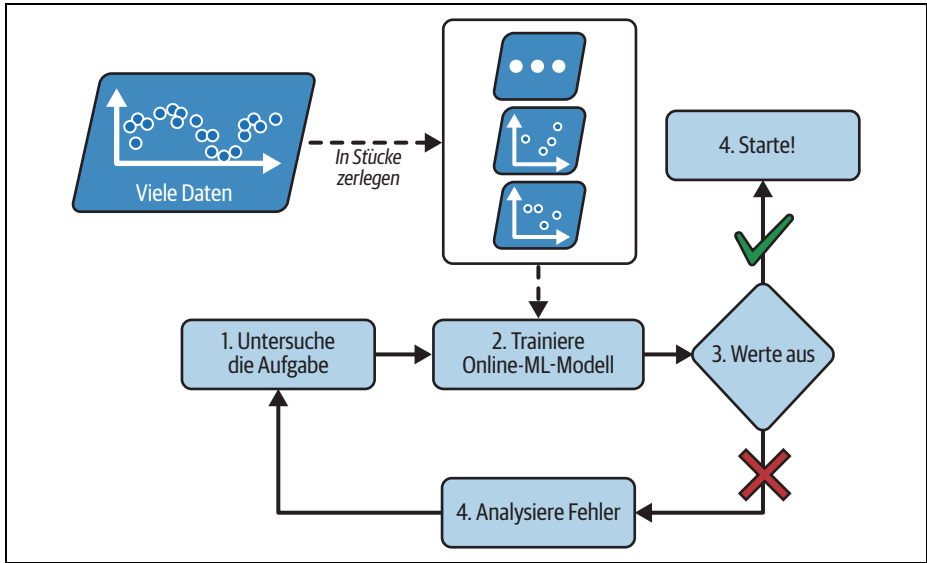 Viele Daten
In Stücke
zerlegen
4. Starte!
1. Untersuche
die Aufgabe
2. Trainiere
Online-ML-Modell
3. Werte aus
4. Analysiere Fehler